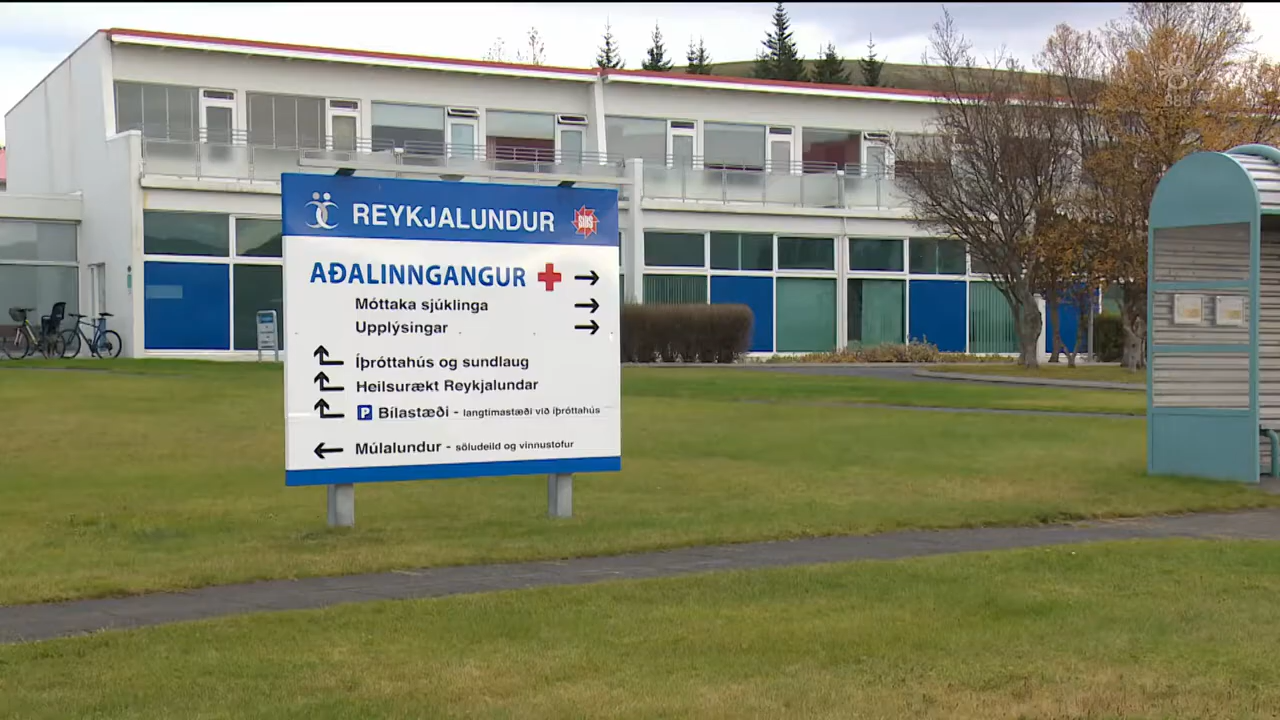 REYKJALUNDUR
SÍBS
AÐALINNGANGUR
Móttaka sjúklinga
Upplýsingar
Íþróttahús og sundlaug
Heilsurækt Reykjalundar
P Bílastæði - langtímastæði við íþróttahús
Múlalundur - söludeild og vinnustofur